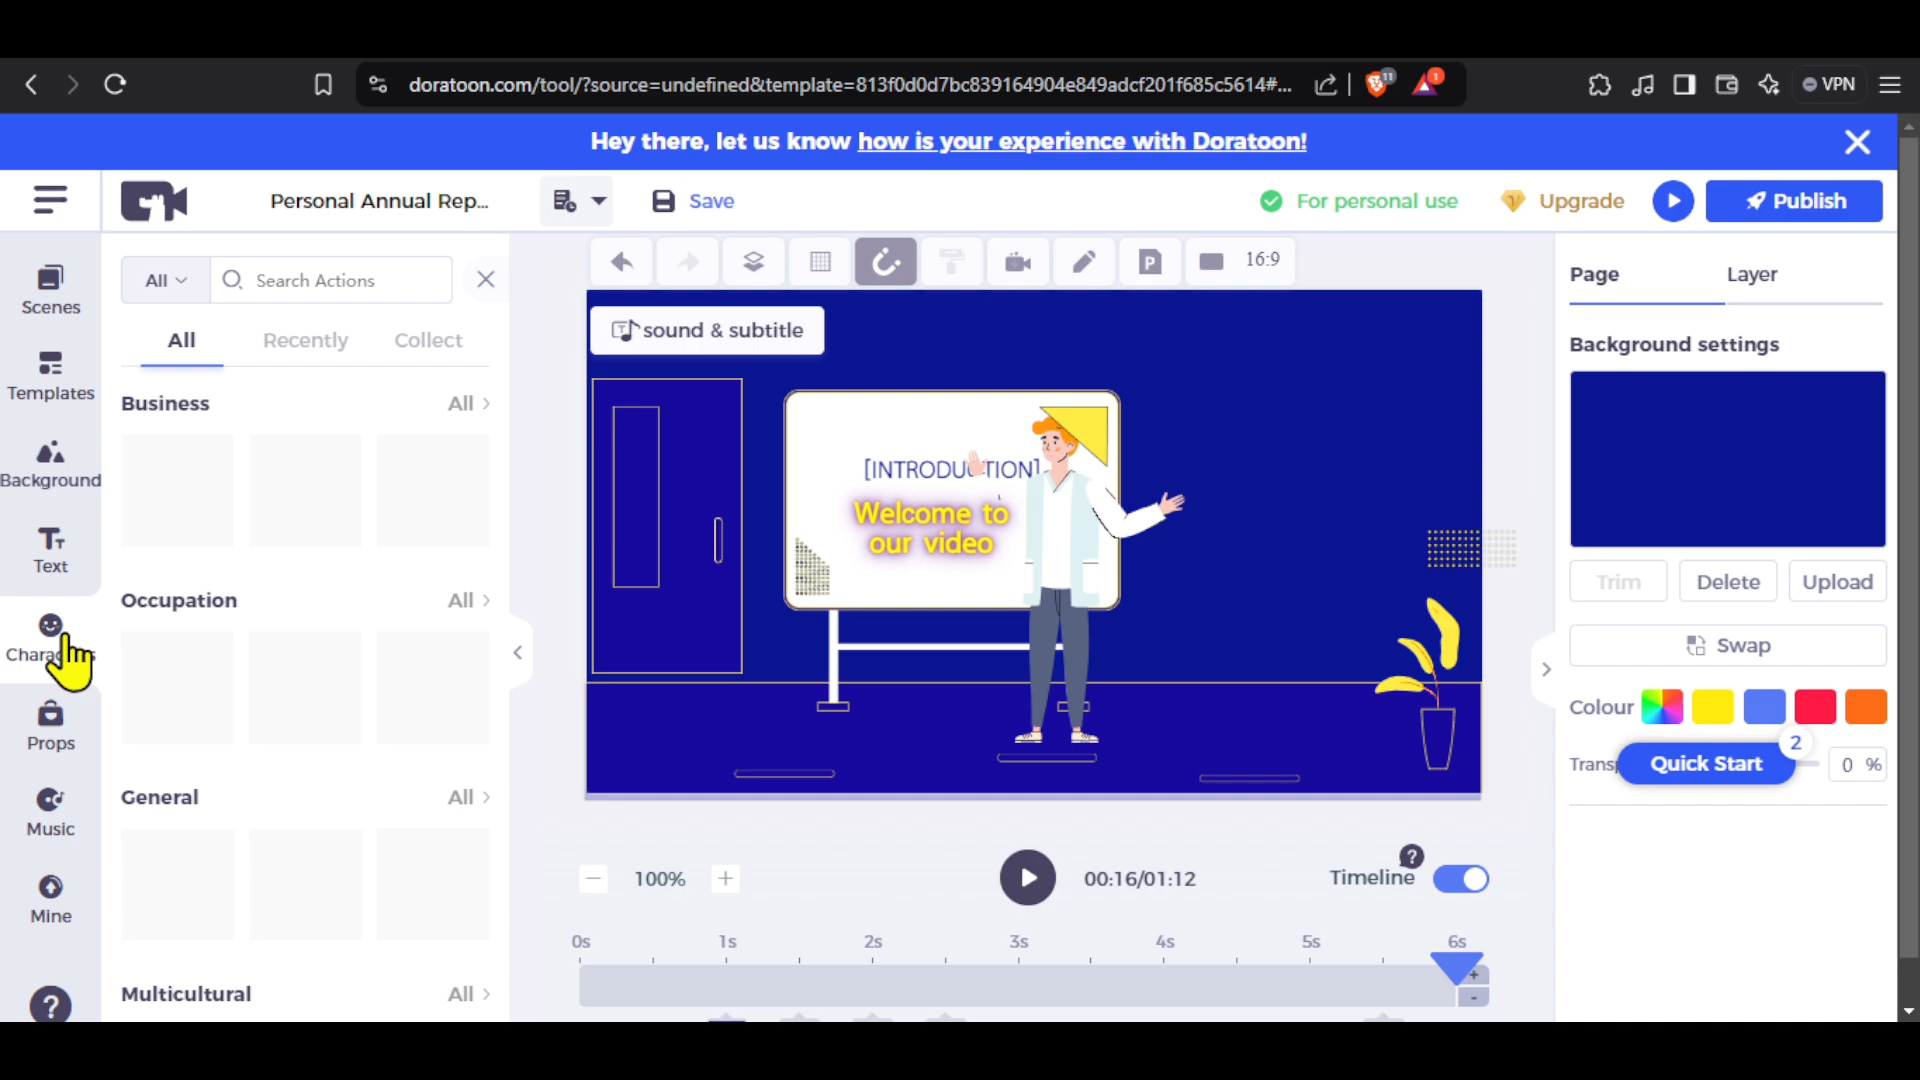 doratoon.com/tool/?source=undefined&template=813f0d0d7bc839164904e849adcf201f685c5614#...
11
1
VPN
Hey there, let us know how is your experience with Doratoon!
Personal Annual Rep...
Save
For personal use
Upgrade
Publish
Scenes
Templates
Background
Text
Props
Music
Mine
?
All
Search Actions
All
Recently
Collect
Business
All
Occupation
All
General
All
Multicultural
All
P
16:9
T sound & subtitle
Welcome to
our video
100%
00:16/01:12
?
Timeline
0s
1s
2s
3s
4s
5s
6s
+
-
Page
Layer
Background settings
Trim
Delete
Upload
Swap
Colour
2
Quick Start
0 %